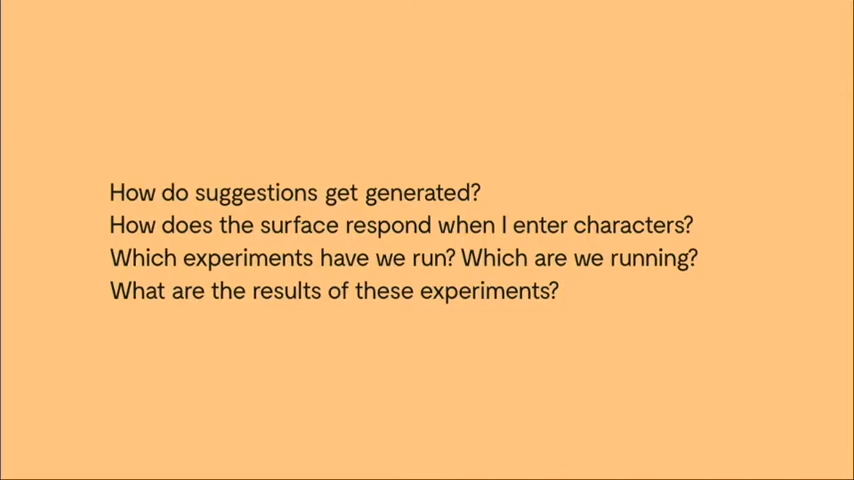 How do suggestions get generated?
How does the surface respond when I enter characters?
Which experiments have we run? Which are we running?
What are the results of these experiments?